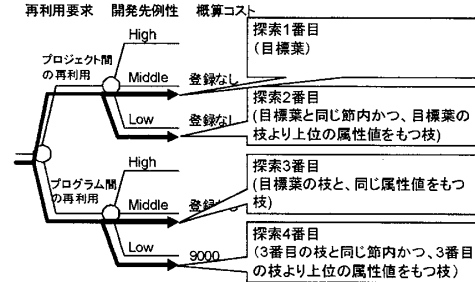 再利用要求 開発先例性 概算コスト
High
プロジェクト間
の再利用
Middle 登録なし
Low 登録なし
High
プログラム間
の再利用
Middle
Low 9000
探索1番目
(目標葉)
探索2番目
(目標葉と同じ節内かつ、目標葉の
枝より上位の属性値をもつ枝)
探索3番目
(目標葉の枝と、同じ属性値をもつ
枝)
探索4番目
(3番目の枝と同じ節内かつ、3番目
の枝より上位の属性値をもつ枝)